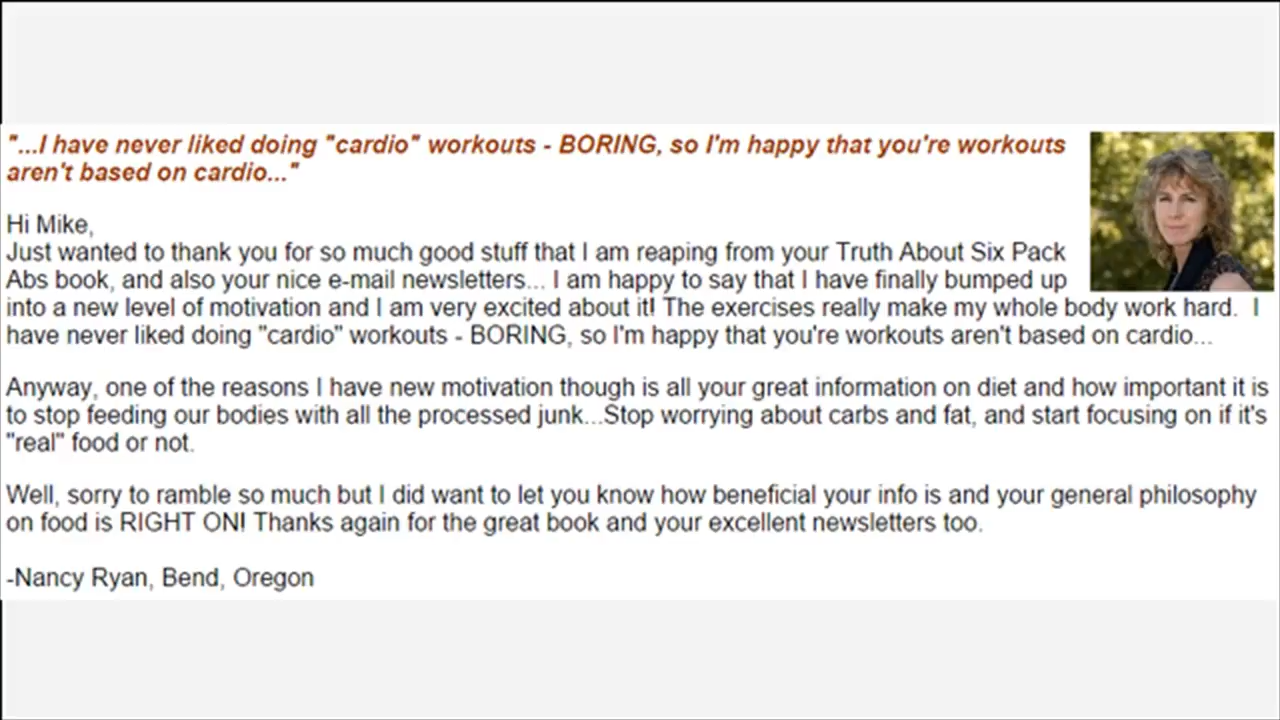 "...I have never liked doing "cardio" workouts - BORING, so I'm happy that you're workouts
aren't based on cardio..."
Hi Mike,
Just wanted to thank you for so much good stuff that I am reaping from your Truth About Six Pack
Abs book, and also your nice e-mail newsletters... I am happy to say that I have finally bumped up
into a new level of motivation and I am very excited about it! The exercises really make my whole body work hard. I
have never liked doing "cardio" workouts - BORING, so I'm happy that you're workouts aren't based on cardio...
Anyway, one of the reasons I have new motivation though is all your great information on diet and how important it is
to stop feeding our bodies with all the processed junk...Stop worrying about carbs and fat, and start focusing on if it's
"real" food or not.
Well, sorry to ramble so much but I did want to let you know how beneficial your info is and your general philosophy
on food is RIGHT ON! Thanks again for the great book and your excellent newsletters too.
-Nancy Ryan, Bend, Oregon